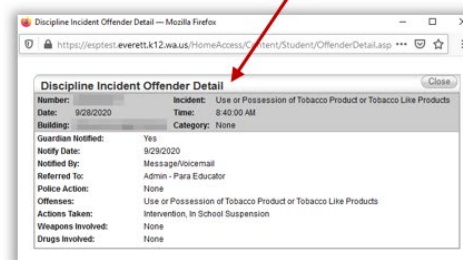 Discipline Incident Offender Detail — Mozilla Firefox
https://esptest.everett.k12.wa.us/HomeAccess/Content/Student/OffenderDetail.asp
Close
Discipline Incident Offender Detail
Number: Incident: Use or Possession of Tobacco Product or Tobacco Like Products
Date: 9/28/2020 Time: 8:40:00 AM
Building: Category: None
Guardian Notified: Yes
Notify Date: 9/29/2020
Notified By: Message/Voicemail
Referred To: Admin - Para Educator
Police Action: None
Offenses: Use or Possession of Tobacco Product or Tobacco Like Products
Actions Taken: Intervention, In School Suspension
Weapons Involved: None
Drugs Involved: None